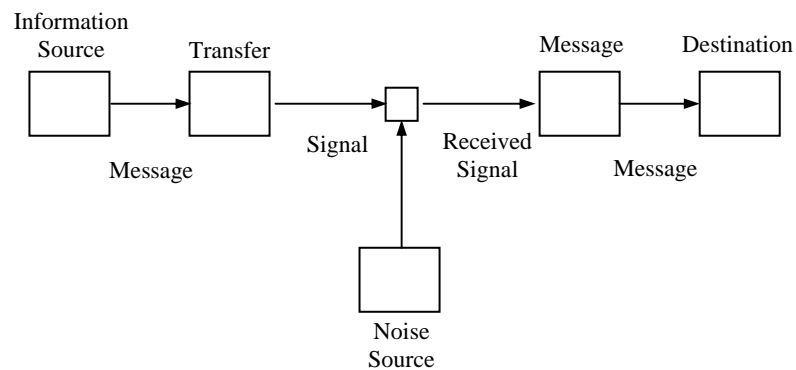 Information
Source
Transfer
Message
Destination
Signal
Received
Signal
Message
Message
Noise
Source